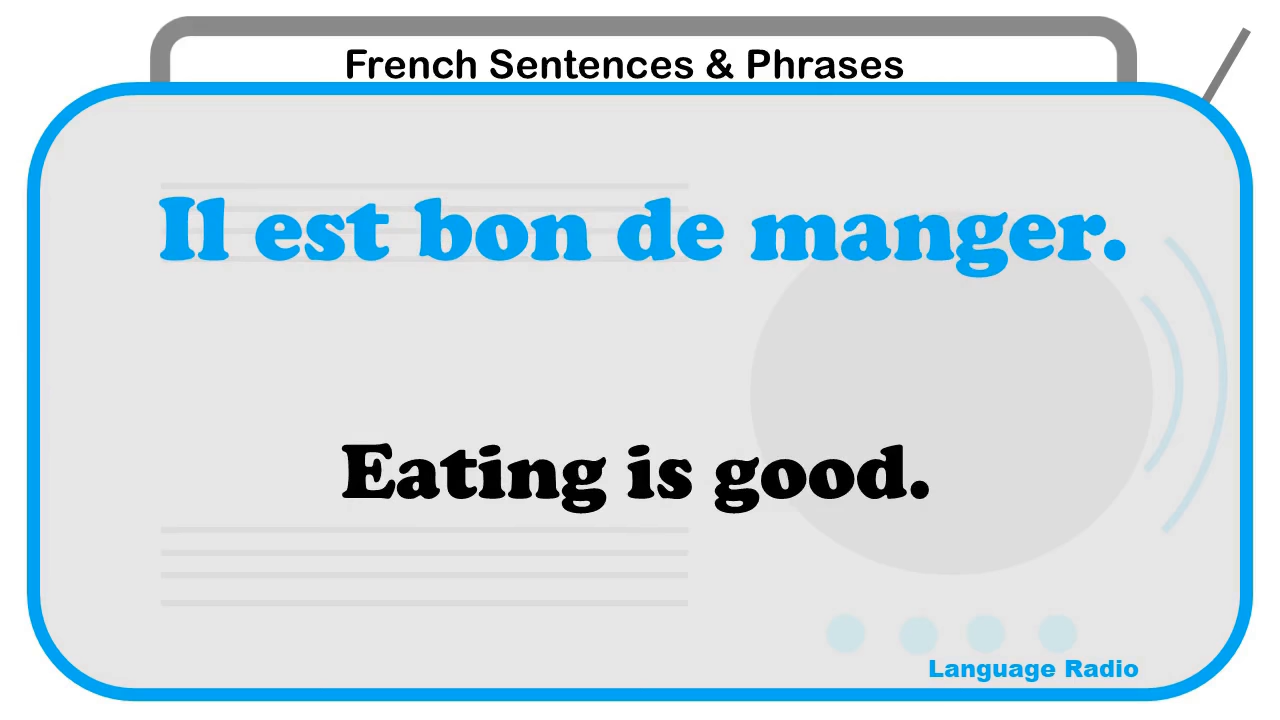 French Sentences & Phrases
Il est bon de manger.
Eating is good.
Language Radio